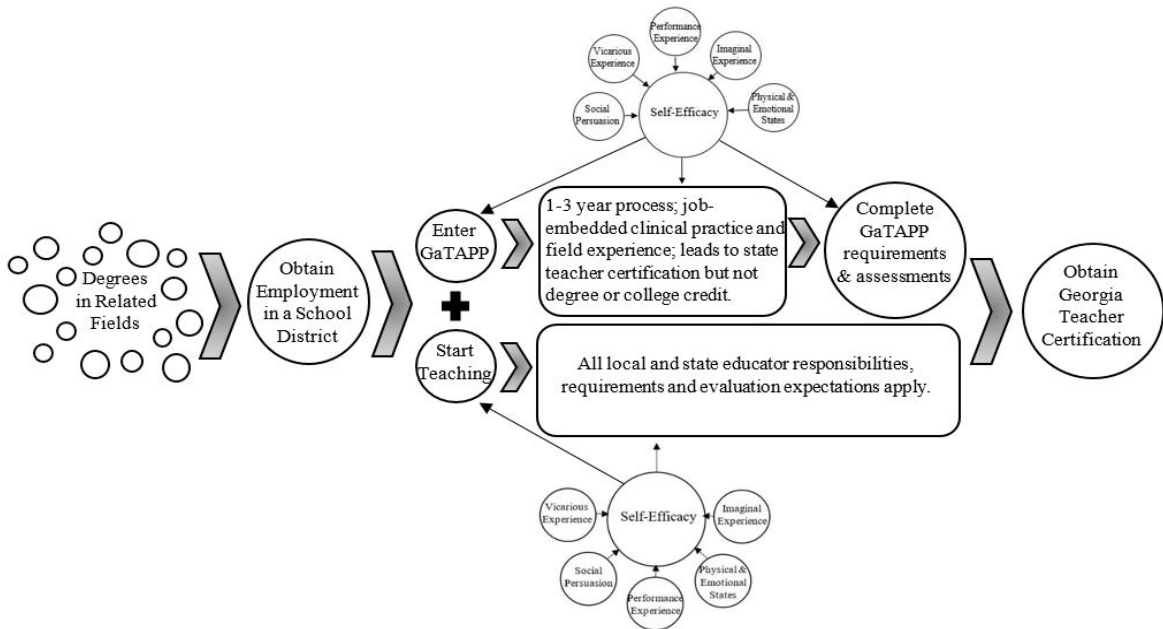 Performance
Experience
Vicarious
Experience
Imaginal
Experience
Social
Persuasion
Self-Efficacy
Physical &
Emotional
States
Degrees
in Related
Fields
Obtain
Employment
in a School
District
Enter
GaTAPP
1-3 year process; job-
embedded clinical practice and
field experience; leads to state
teacher certification but not
degree or college credit.
Complete
GaTAPP
requirements
& assessments
Start
Teaching
All local and state educator responsibilities,
requirements and evaluation expectations apply.
Obtain
Georgia
Teacher
Certification
Vicarious
Experience
Self-Efficacy
Imaginal
Experience
Social
Persuasion
Performance
Experience
Physical &
Emotional
States